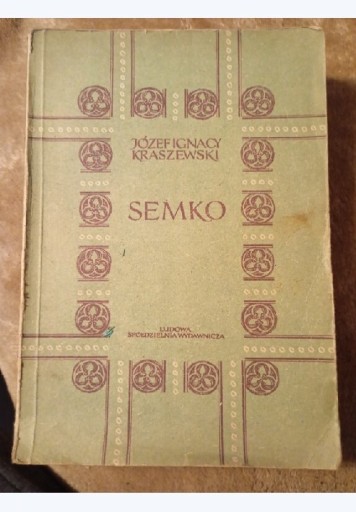 JÓZEF IGNACY
KRASZEWSKI
SEMKO
LUDOWA
SPÓŁDZIELNIA WYDAWNICZA